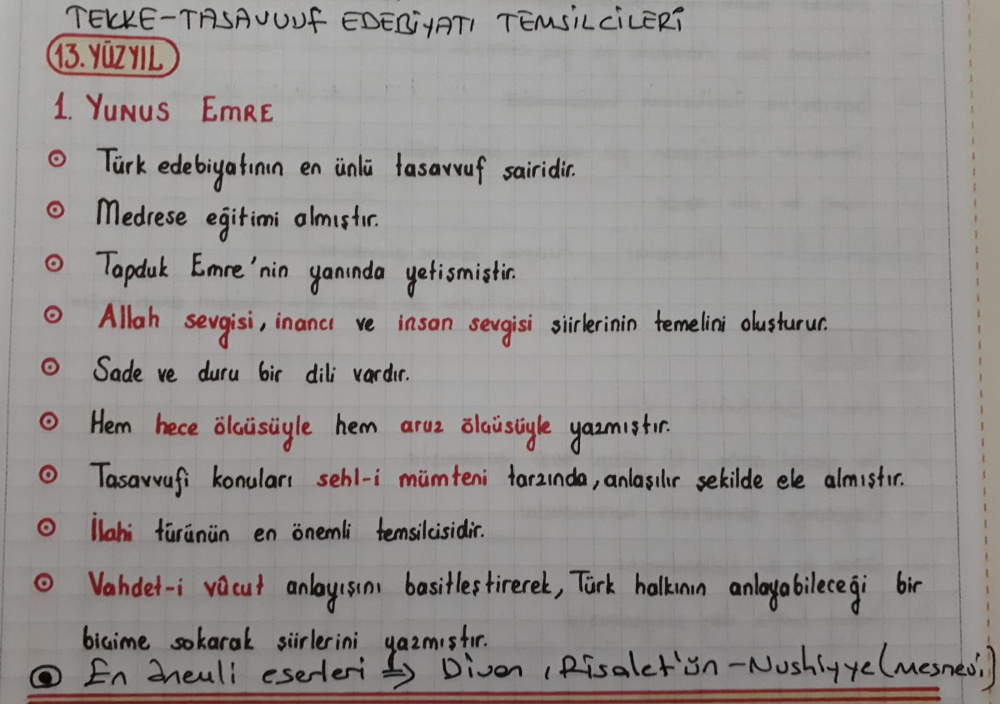 TEKKE-TASAVVUF EDEBİYATI TEMSİLCİLERİ
13. YÜZYIL
1. YUNUS EMRE
Türk edebiyatının en ünlü tasavvuf şairidir.
Medrese eğitimi almıştır.
Tapduk Emre'nin yanında yetişmiştir.
Allah sevgisi, inancı ve insan sevgisi şiirlerinin temelini oluşturur.
Sade ve duru bir dili vardır.
Hem hece ölçüsüyle hem aruz ölçüsüyle yazmıştır.
Tasavvufi konuları sehl-i mümteni tarzında, anlaşılır şekilde ele almıştır.
İlahi türünün en önemli temsilcisidir.
Vahdet-i vûcut anlayışını basitleştirerek, Türk halkının anlayabileceği bir
biçime sokarak şiirlerini yazmıştır.
En önemli eserleri ⇒ Divan, Risalet'ün-Nushiyye (Mesnevi)